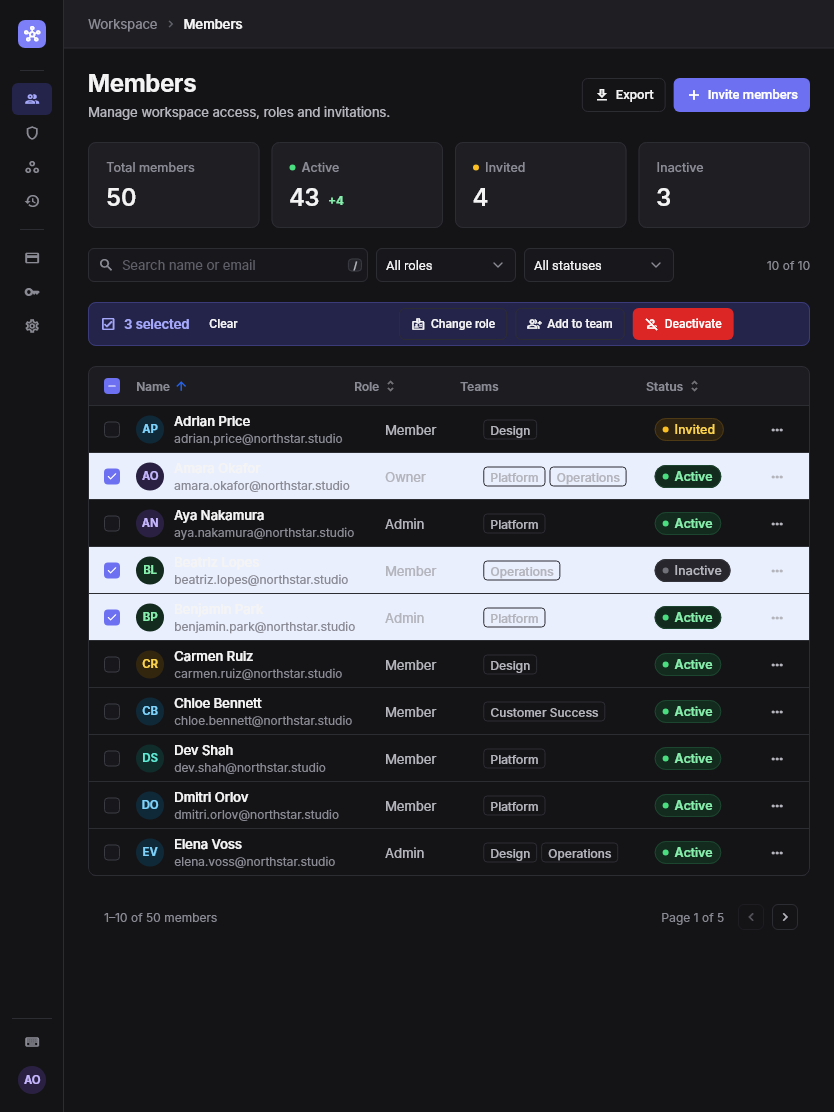 Workspace > Members
Members
Manage workspace access, roles and invitations.
Export
Invite members
Total members
50
Active
43 +4
Invited
4
Inactive
3
Search name or email /
All roles
All statuses
10 of 10
3 selected Clear Change role Add to team Deactivate
Name Role Teams Status
AP Adrian Price Member Design Invited
adrian.price@northstar.studio
AO Amara Okafor Owner Platform Operations Active
amara.okafor@northstar.studio
AN Aya Nakamura Admin Platform Active
aya.nakamura@northstar.studio
BL Beatriz Lopes Member Operations Inactive
beatriz.lopes@northstar.studio
BP Benjamin Park Admin Platform Active
benjamin.park@northstar.studio
CR Carmen Ruiz Member Design Active
carmen.ruiz@northstar.studio
CB Chloe Bennett Member Customer Success Active
chloe.bennett@northstar.studio
DS Dev Shah Member Platform Active
dev.shah@northstar.studio
DO Dmitri Orlov Member Platform Active
dmitri.orlov@northstar.studio
EV Elena Voss Admin Design Operations Active
elena.voss@northstar.studio
1–10 of 50 members
Page 1 of 5
AO